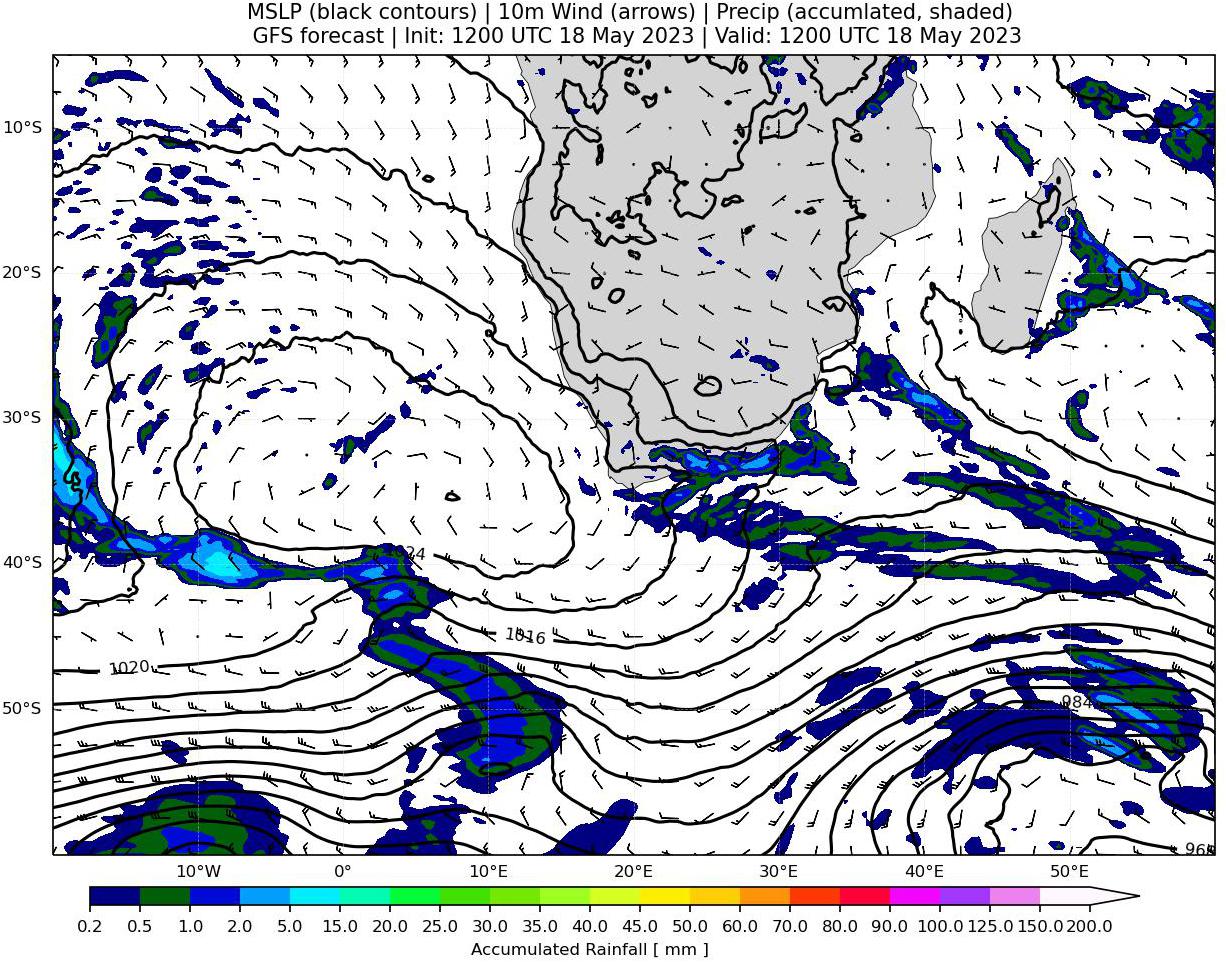 MSLP (black contours) | 10m Wind (arrows) | Precip (accumlated, shaded)
GFS forecast | Init: 1200 UTC 18 May 2023 | Valid: 1200 UTC 18 May 2023
10°S
20°S
30°S
40°S
50°S
1024
1016
1020
984
10°W 0° 10°E 20°E 30°E 40°E 50°E
0.2 0.5 1.0 2.0 5.0 10.0 15.0 20.0 25.0 30.0 35.0 40.0 45.0 50.0 60.0 70.0 80.0 90.0 100.0 125.0 150.0 200.0
Accumulated Rainfall [ mm ]